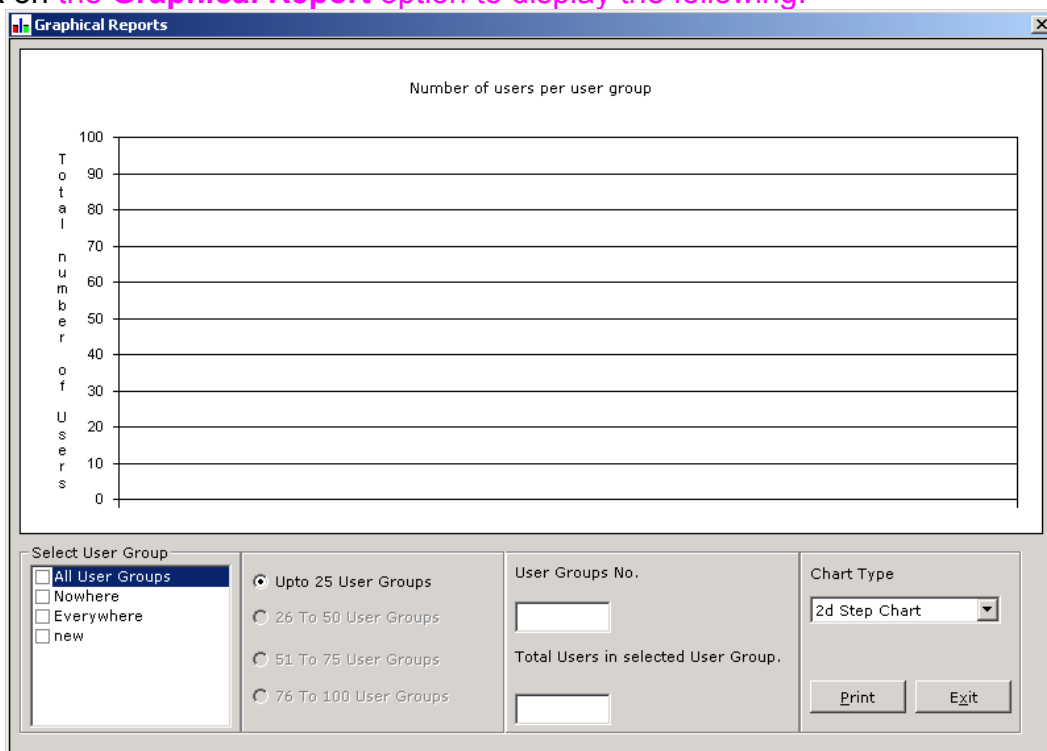 on the Graphical Report option to display the following:
Graphical Reports
Number of users per user group
Total number of Users
100
90
80
70
60
50
40
30
20
10
0
Select User Group
All User Groups
Nowhere
Everywhere
new
Upto 25 User Groups
26 To 50 User Groups
51 To 75 User Groups
76 To 100 User Groups
User Groups No.
Total Users in selected User Group.
Chart Type
2d Step Chart
Print
Exit